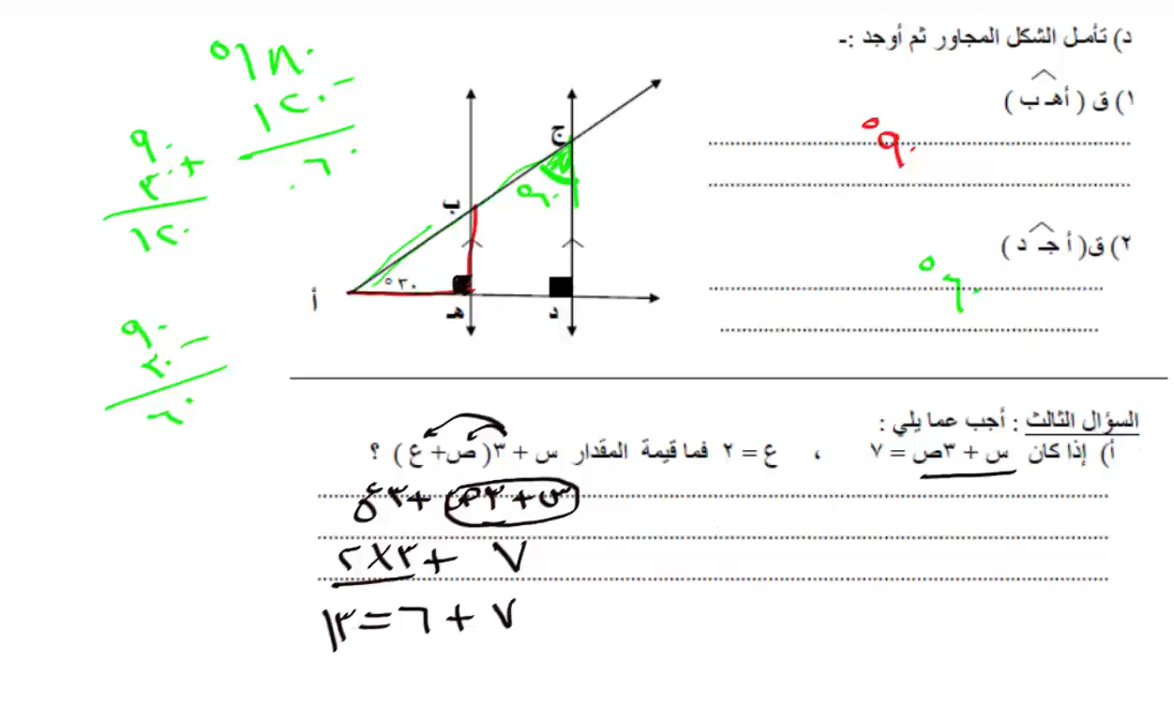 د) تأمل الشكل المجاور ثم أوجد :-
١) ق ( أهـ ب )
٩٠°
٢) ق( أ جـ د )
٦٠°
١٨٠°
١٢٠ -
٦٠
٩٠
٣٠ +
١٢٠
٩٠
٣٠ -
٦٠
ج
٩٠
ب
٣٠°
أ
هـ
د
السؤال الثالث : أجب عما يلي :
أ) إذا كان س + ٣ص = ٧ ، ع = ٢ فما قيمة المقدار س + ٣( ص+ ع ) ؟
س + ٣ص + ٣ع
٧ + ٣×٢
٧ + ٦ = ١٣